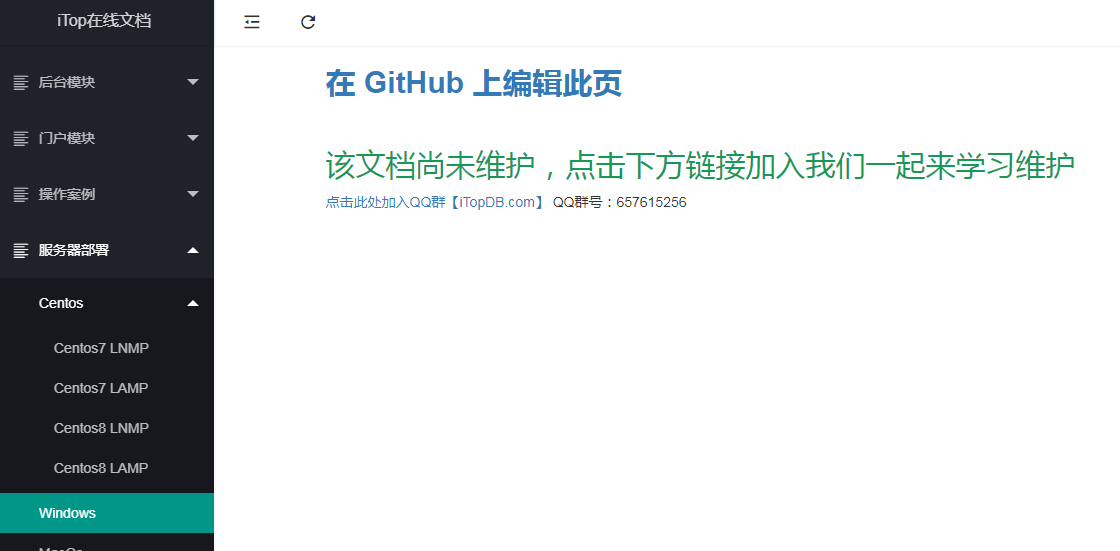 iTop在线文档
后台模块
门户模块
操作案例
服务器部署
Centos
Centos7 LNMP
Centos7 LAMP
Centos8 LNMP
Centos8 LAMP
Windows
在 GitHub 上编辑此页
该文档尚未维护，点击下方链接加入我们一起来学习维护
点击此处加入QQ群【iTopDB.com】 QQ群号：657615256